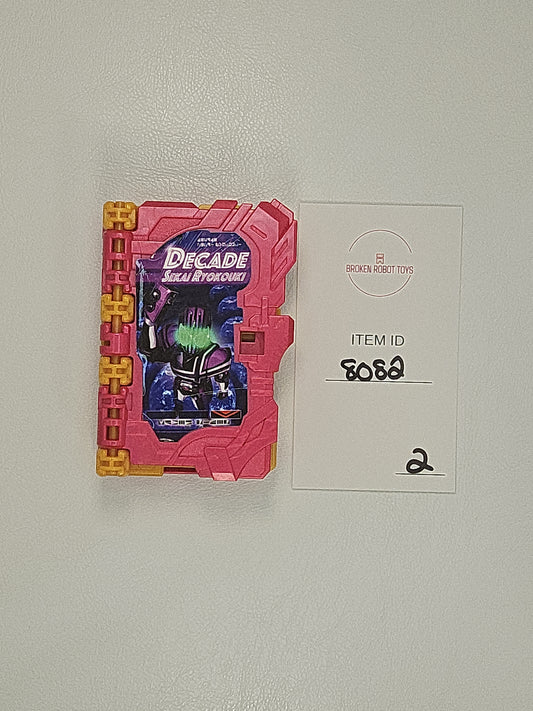 DECADE
SEKAI RYOKOUKI
BROKEN ROBOT TOYS
ITEM ID
8082
2